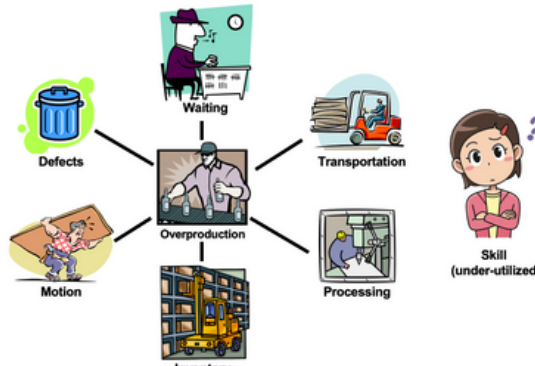 Waiting
Defects
Transportation
Overproduction
Motion
Processing
Skill
(under-utilized